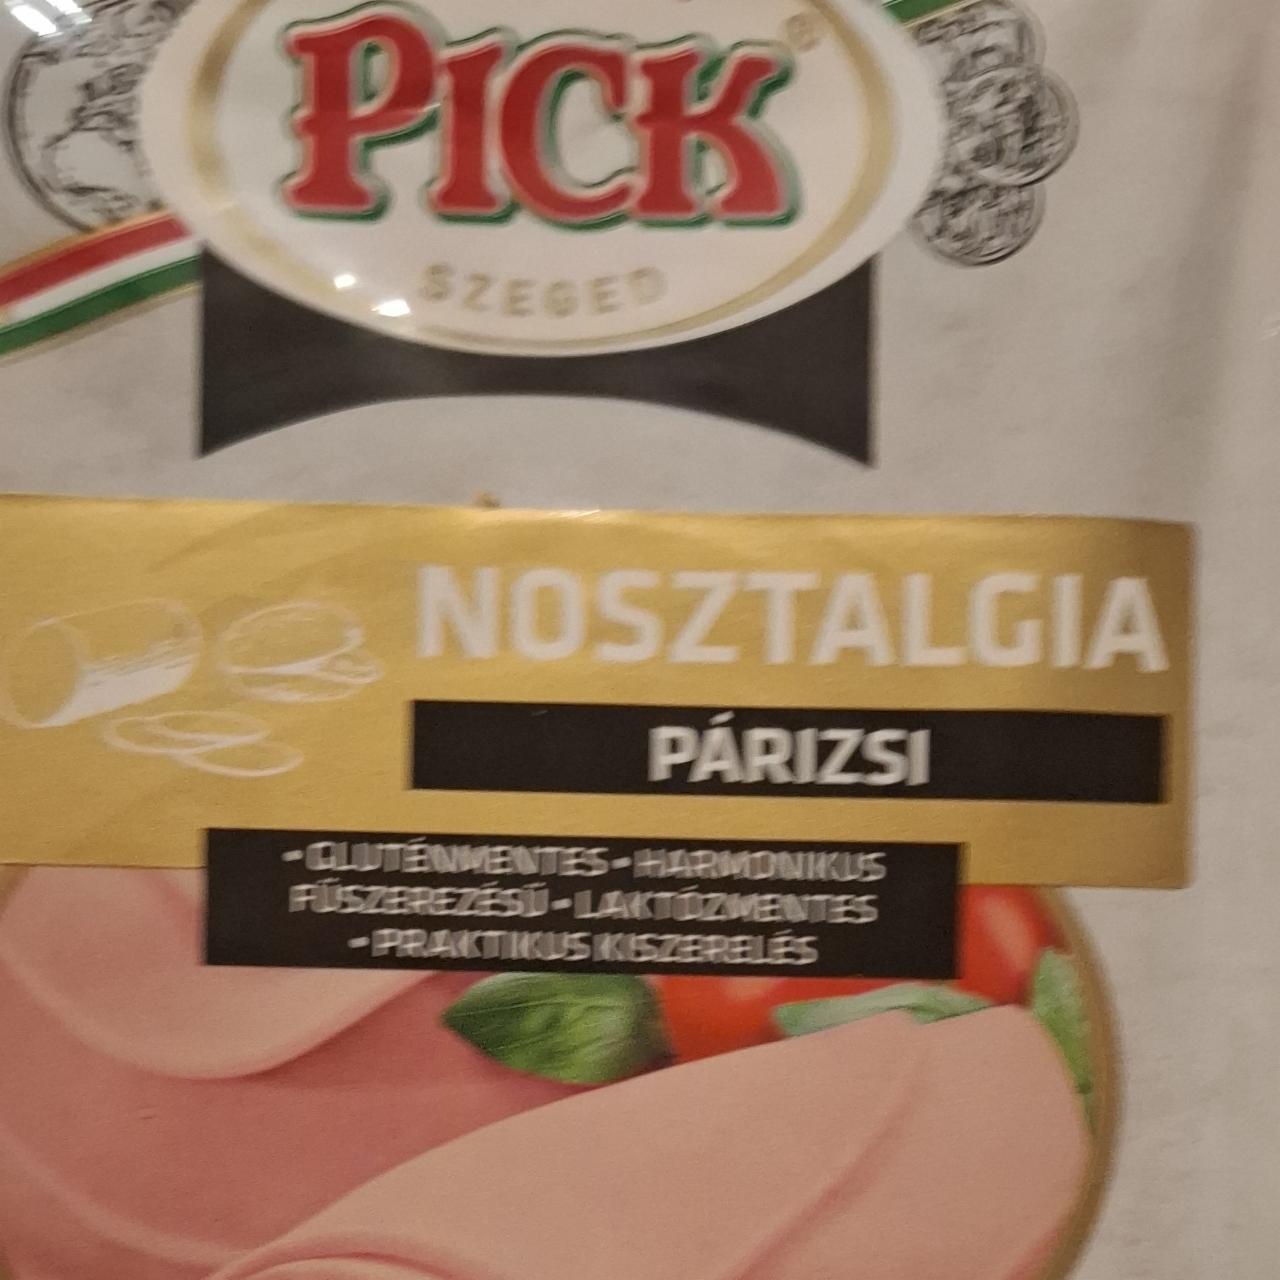 PICK
SZEGED
NOSZTALGIA
PÁRIZSI
- GLUTÉNMENTES - HARMONIKUS
FŰSZEREZÉSŰ - LAKTÓZMENTES
- PRAKTIKUS KISZERELÉS